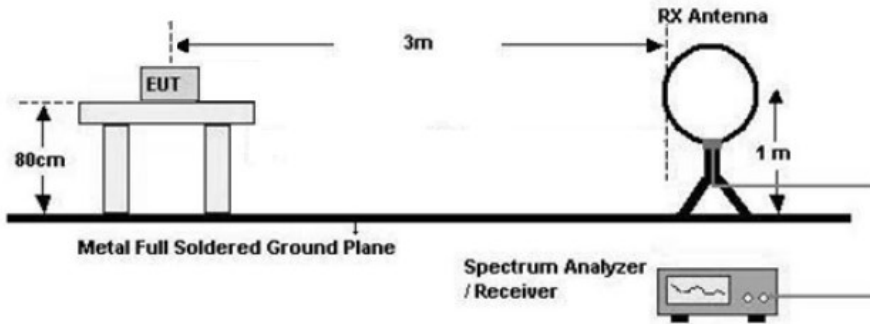 RX Antenna
3m
EUT
80cm
1 m
Metal Full Soldered Ground Plane
Spectrum Analyzer
/ Receiver